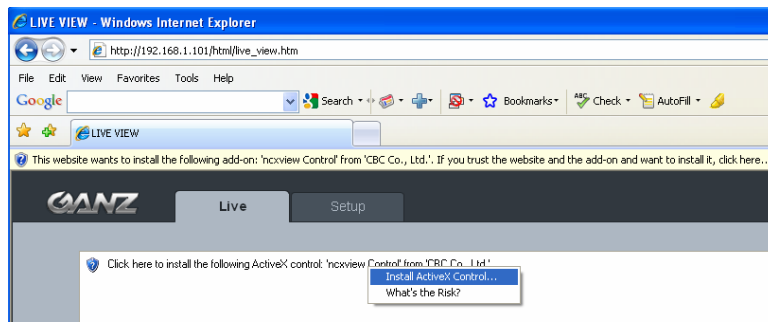 LIVE VIEW - Windows Internet Explorer
http://192.168.1.101/html/live_view.htm
File Edit View Favorites Tools Help
Google Search Bookmarks ABC Check AutoFill
LIVE VIEW
This website wants to install the following add-on: 'ncxview Control' from 'CBC Co., Ltd.'. If you trust the website and the add-on and want to install it, click here...
GANZ Live Setup
Click here to install the following ActiveX control: 'ncxview Control' from 'CBC Co., Ltd.'
Install ActiveX Control...
What's the Risk?